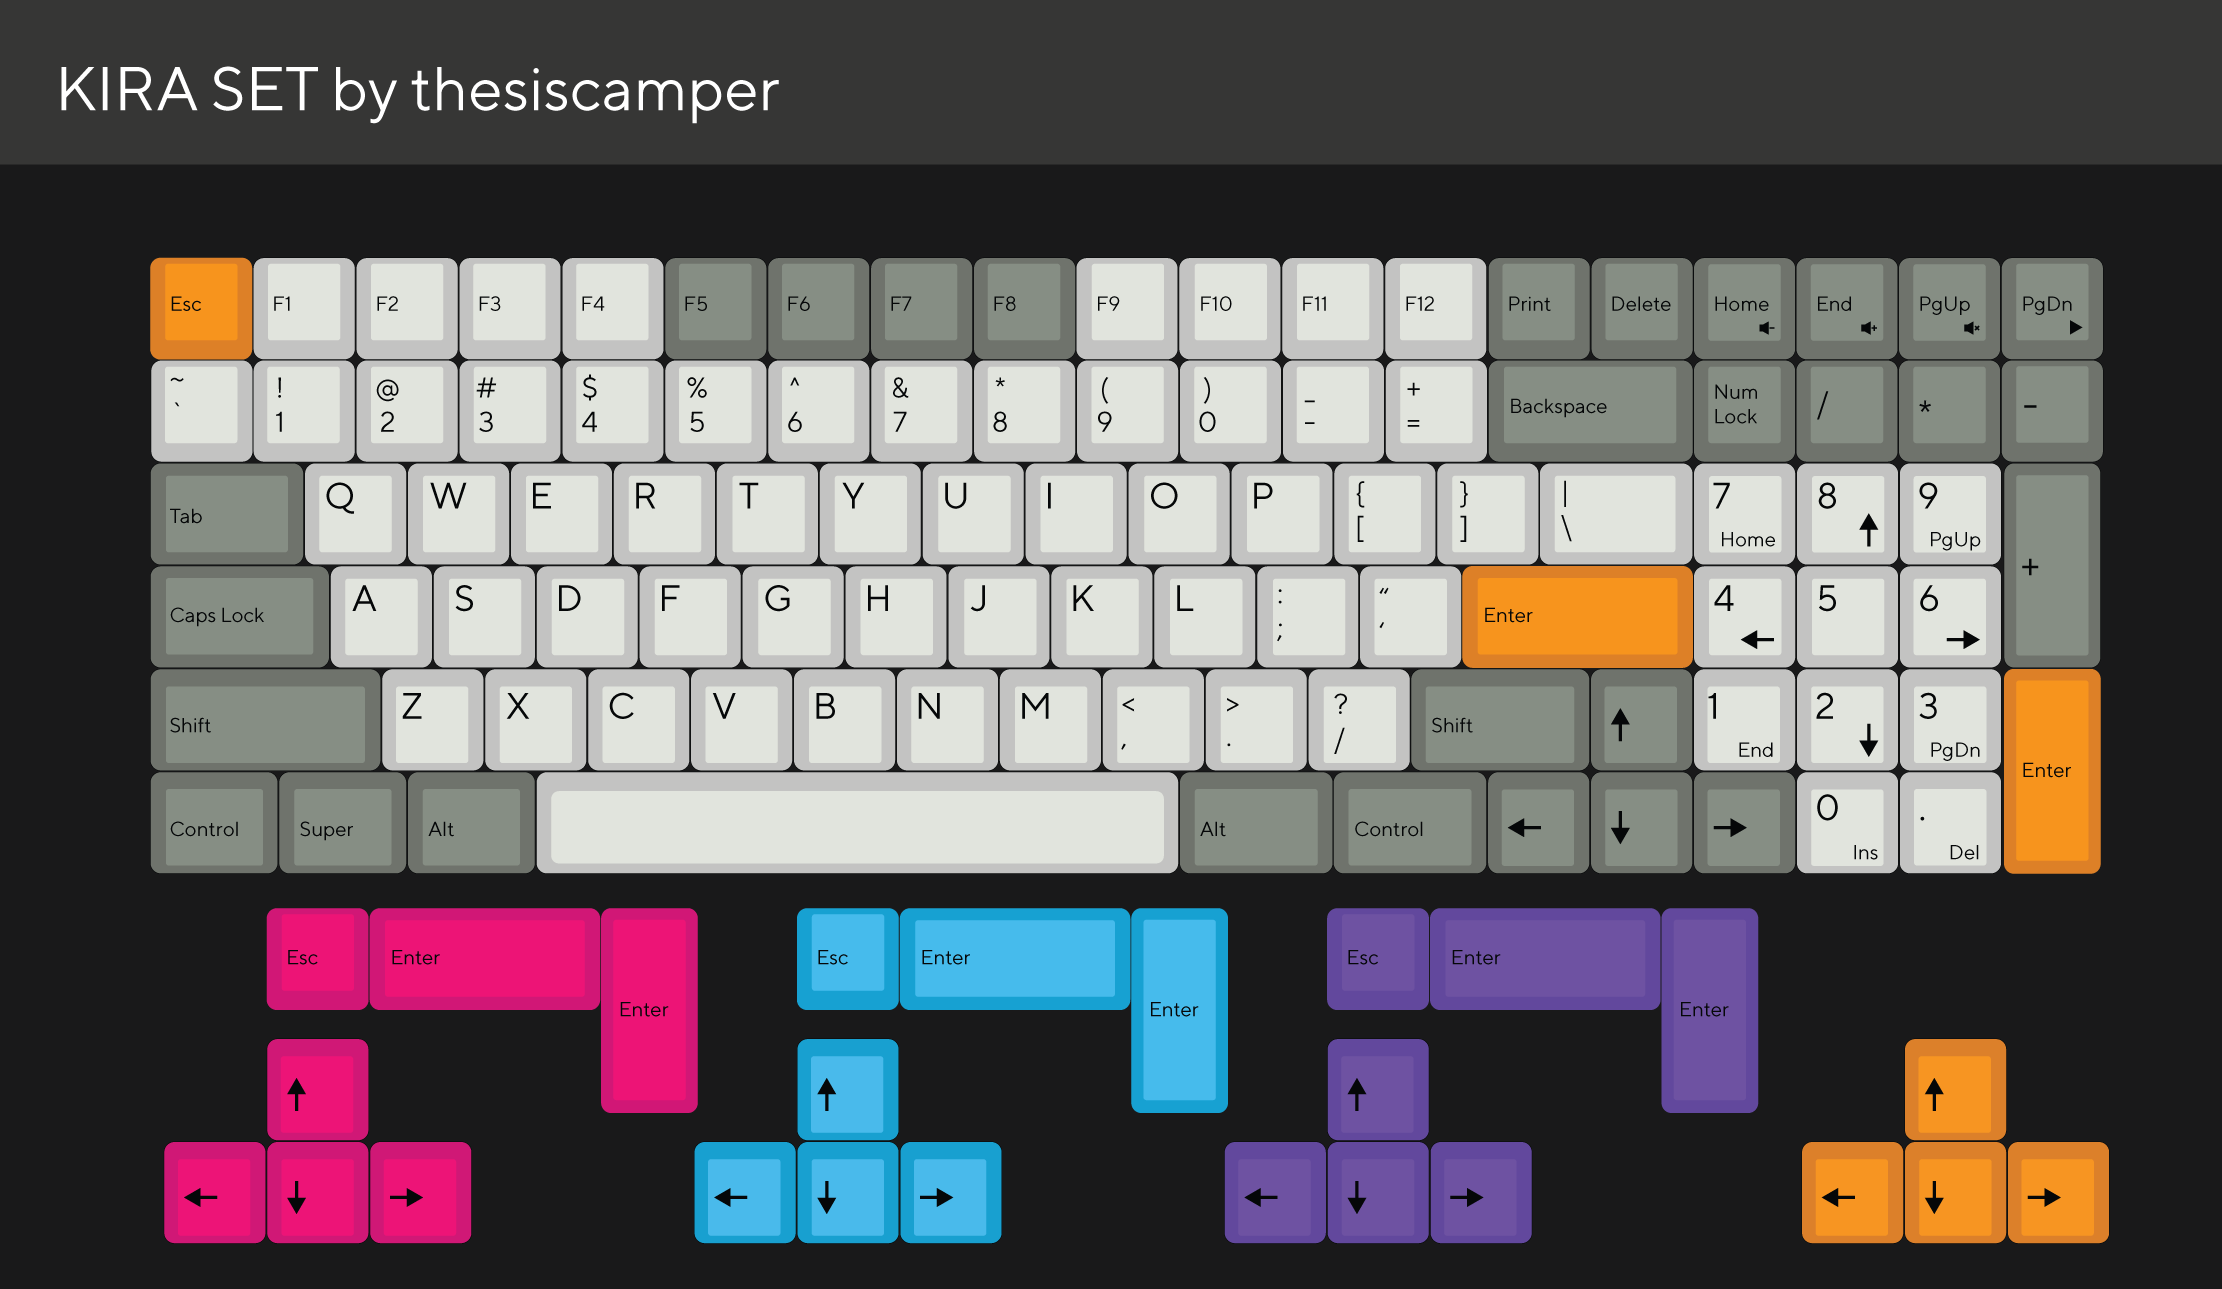 KIRA SET by thesiscamper
Esc F1 F2 F3 F4 F5 F6 F7 F8 F9 F10 F11 F12 Print Delete Home End PgUp PgDn
~ ! @ # $ % ^ & * ( ) _ +
` 1 2 3 4 5 6 7 8 9 0 - = Backspace Num Lock / * -
Tab Q W E R T Y U I O P { } | 7 8 9
[ ] \ Home ↑ PgUp
+
Caps Lock A S D F G H J K L : “ Enter 4 5 6
; ‘ ← →
Shift Z X C V B N M < > ? Shift ↑ 1 2 3
, . / End ↓ PgDn
Enter
Control Super Alt Alt Control ← ↓ → 0 .
Ins Del
Esc Enter Esc Enter Esc Enter
Enter Enter Enter
↑ ↑ ↑ ↑
← ↓ → ← ↓ → ← ↓ → ← ↓ →